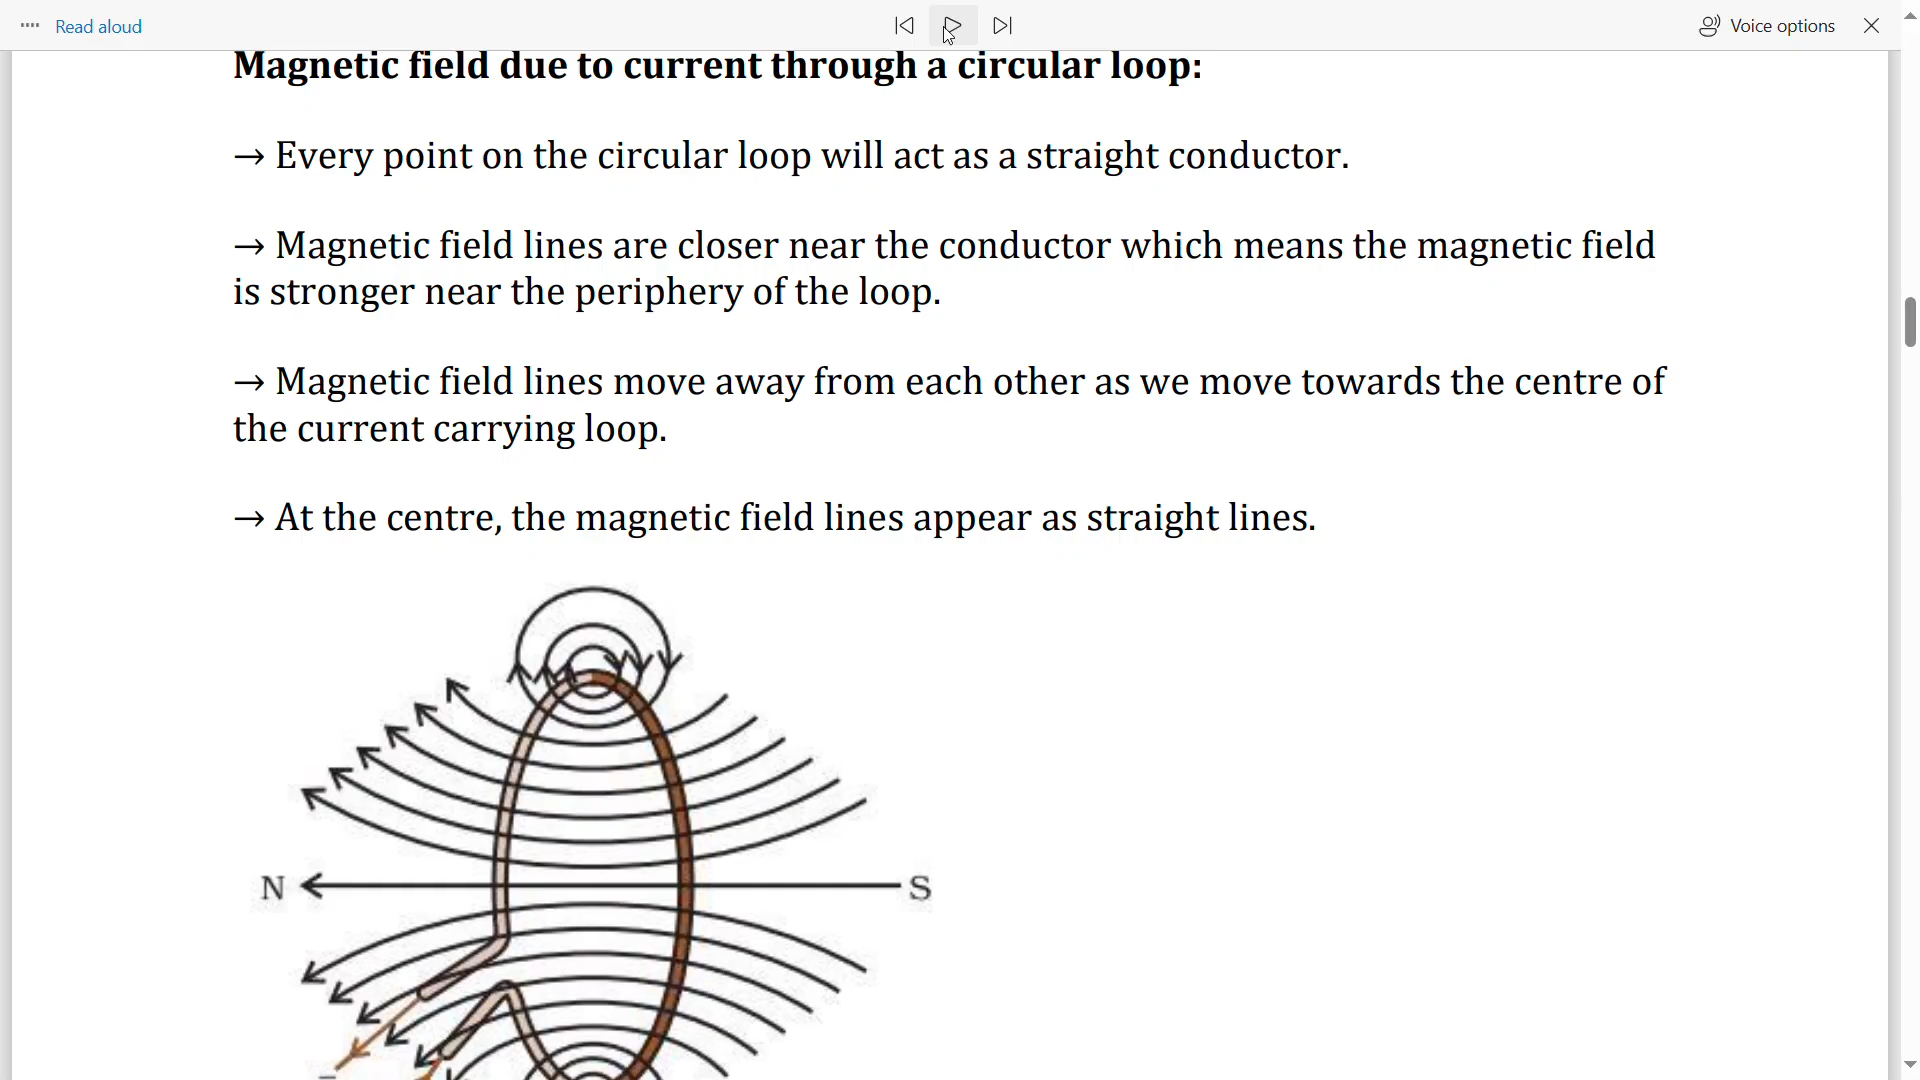 Read aloud
Voice options
Magnetic field due to current through a circular loop:
→ Every point on the circular loop will act as a straight conductor.
→ Magnetic field lines are closer near the conductor which means the magnetic field
is stronger near the periphery of the loop.
→ Magnetic field lines move away from each other as we move towards the centre of
the current carrying loop.
→ At the centre, the magnetic field lines appear as straight lines.
N
S